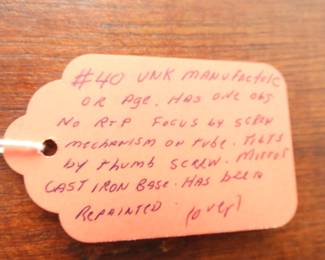 #40 UNK MANUFACTURE
OR AGE. HAS ONE OBJ
NO RTP FOCUS BY SCREW
MECHANISM ON TUBE. TILTS
BY THUMB SCREW. MIRROR
CAST IRON BASE. HAS BEEN
REPAINTED. (over)